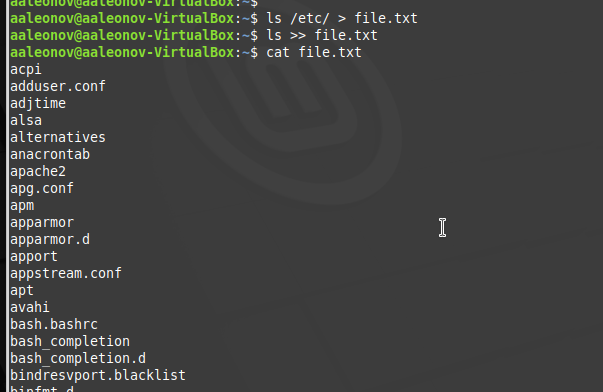 aaleonov@aaleonov-VirtualBox:~$
aaleonov@aaleonov-VirtualBox:~$ ls /etc/ > file.txt
aaleonov@aaleonov-VirtualBox:~$ ls >> file.txt
aaleonov@aaleonov-VirtualBox:~$ cat file.txt
acpi
adduser.conf
adjtime
alsa
alternatives
anacrontab
apache2
apg.conf
apm
apparmor
apparmor.d
apport
appstream.conf
apt
avahi
bash.bashrc
bash_completion
bash_completion.d
bindresvport.blacklist
binfmt.d